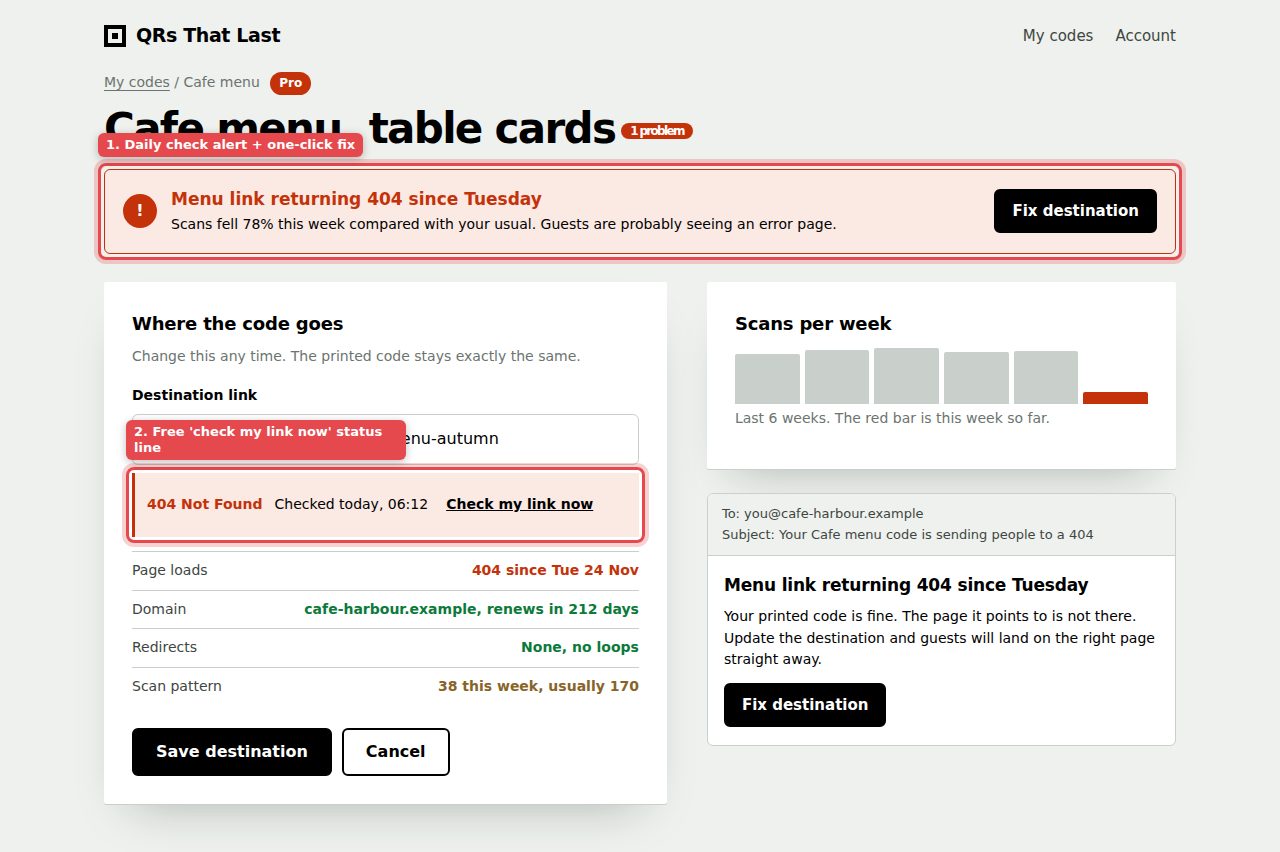 QRs That Last
My codes
Account
My codes / Cafe menu
Pro
Cafe menu, table cards
1 problem
1. Daily check alert + one-click fix
!
Menu link returning 404 since Tuesday
Scans fell 78% this week compared with your usual. Guests are probably seeing an error page.
Fix destination
Where the code goes
Change this any time. The printed code stays exactly the same.
Destination link
enu-autumn
2. Free 'check my link now' status
line
404 Not Found
Checked today, 06:12
Check my link now
Page loads
404 since Tue 24 Nov
Domain
cafe-harbour.example, renews in 212 days
Redirects
None, no loops
Scan pattern
38 this week, usually 170
Save destination
Cancel
Scans per week
Last 6 weeks. The red bar is this week so far.
To: you@cafe-harbour.example
Subject: Your Cafe menu code is sending people to a 404
Menu link returning 404 since Tuesday
Your printed code is fine. The page it points to is not there.
Update the destination and guests will land on the right page
straight away.
Fix destination